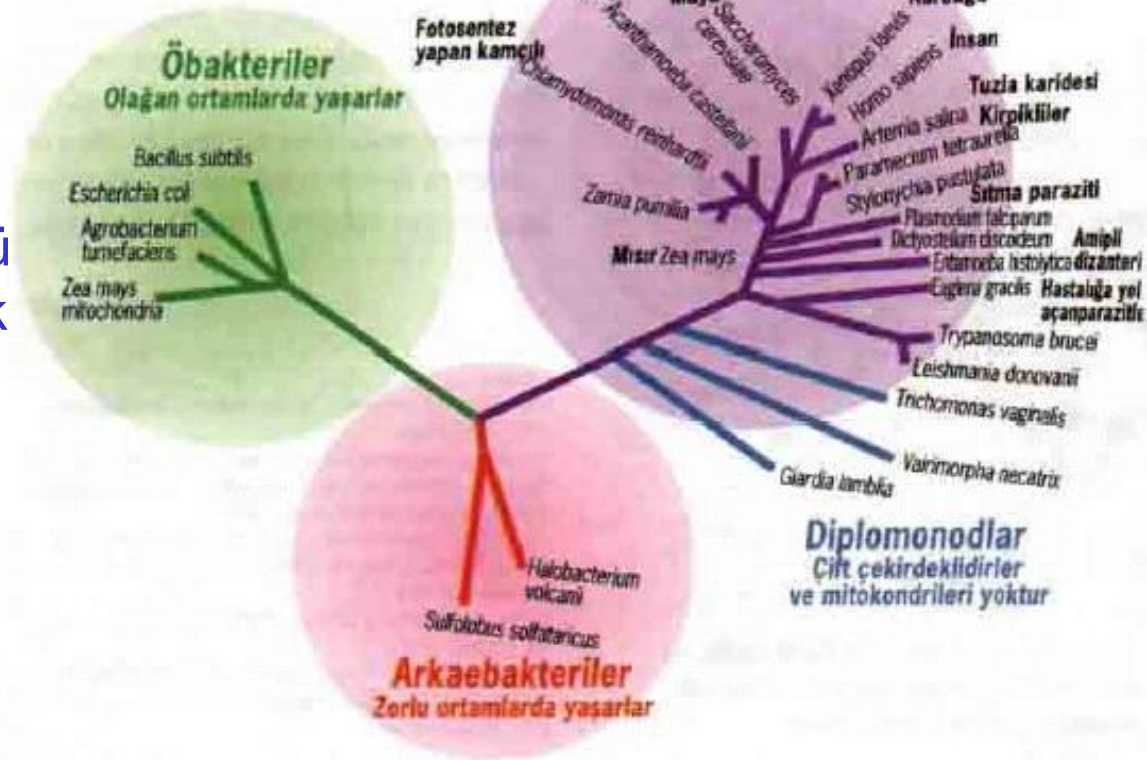 Öbakteriler
Olağan ortamlarda yaşarlar
Bacillus subtilis
Escherichia coli
Agrobacterium
tumefaciens
Zea mays
mitochondria
Fotosentez
yapan kamçılı
Chlamydomonas reinhardtii
Acanthamoeba castellanii
Saccharomyces
cerevisiae
Xenopus laevis
İnsan
Homo sapiens
Tuzla karidesi
Artemia salina
Kirpikliler
Paramecium tetraurelia
Stylonychia pustulata
Sıtma paraziti
Plasmodium falciparum
Dictyostelium discoideum
Amipli
dizanteri
Entamoeba histolytica
Euglena gracilis
Hastalığa yol
açanparazitle
Trypanosoma brucei
Leishmania donovanii
Trichomonas vaginalis
Vairimorpha necatrix
Giardia lamblia
Zamia pumilia
Mısır Zea mays
Diplomonodlar
Çift çekirdeklidirler
ve mitokondrileri yoktur
Halobacterium
volcanii
Sulfolobus solfataricus
Arkaebakteriler
Zorlu ortamlarda yaşarlar
ü
k